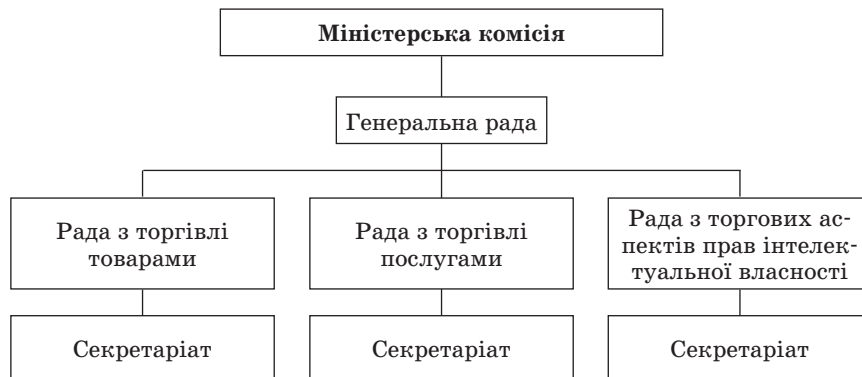 Міністерська комісія
Генеральна рада
Рада з торгівлі
товарами
Рада з торгівлі
послугами
Рада з торгових ас-
пектів прав інтелек-
туальної власності
Секретаріат
Секретаріат
Секретаріат